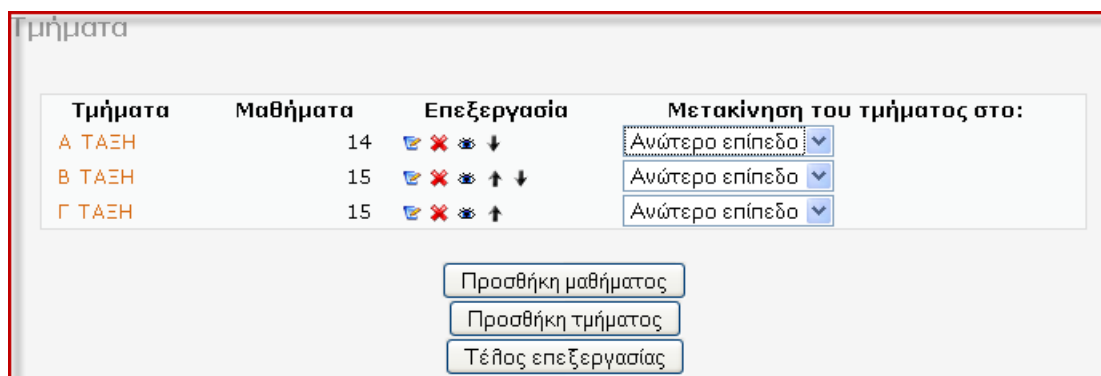 Τμήματα
Τμήματα Μαθήματα Επεξεργασία Μετακίνηση του τμήματος στο:
Α ΤΑΞΗ 14 Ανώτερο επίπεδο
Β ΤΑΞΗ 15 Ανώτερο επίπεδο
Γ ΤΑΞΗ 15 Ανώτερο επίπεδο
Προσθήκη μαθήματος
Προσθήκη τμήματος
Τέλος επεξεργασίας